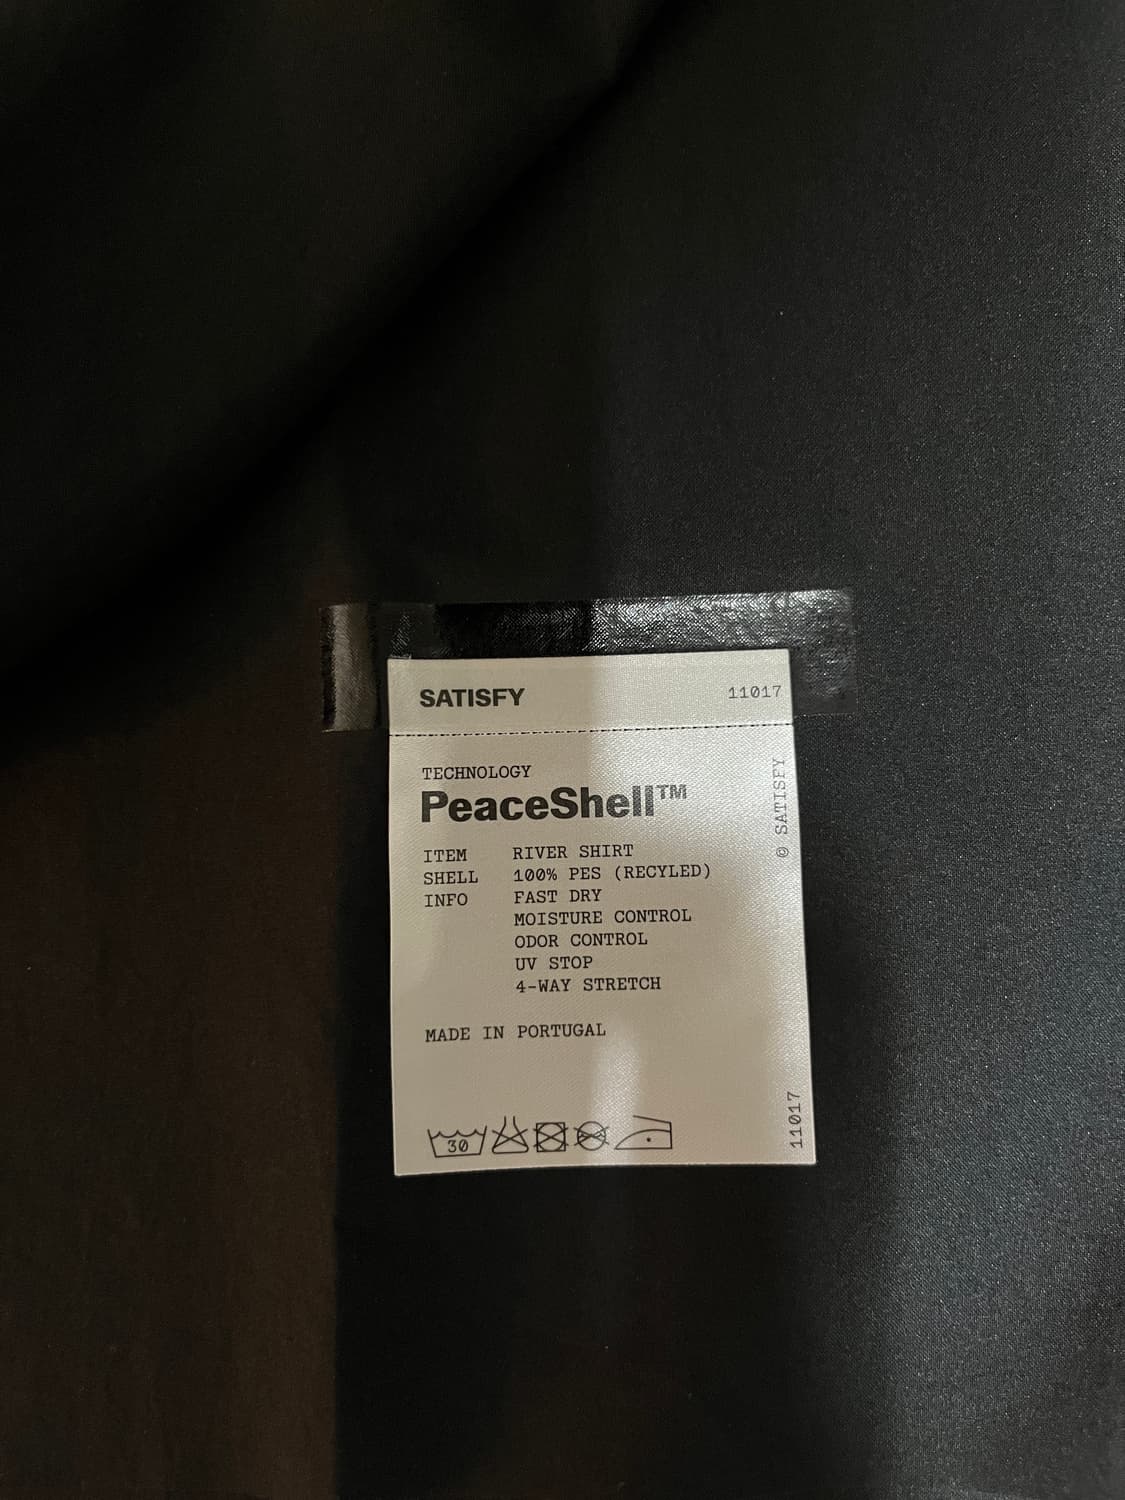 SATISFY 11017
TECHNOLOGY
PeaceShell™
ITEM RIVER SHIRT
SHELL 100% PES (RECYLED)
INFO FAST DRY
MOISTURE CONTROL
ODOR CONTROL
UV STOP
4-WAY STRETCH
MADE IN PORTUGAL
30
© SATISFY
11017